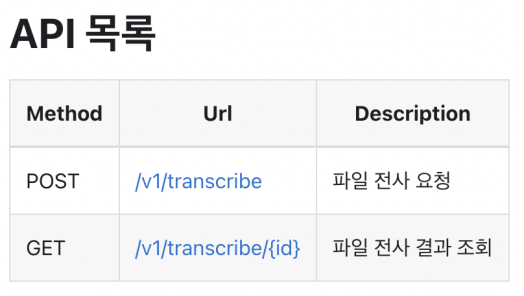 API 목록
Method Url Description
POST /v1/transcribe 파일 전사 요청
GET /v1/transcribe/{id} 파일 전사 결과 조회